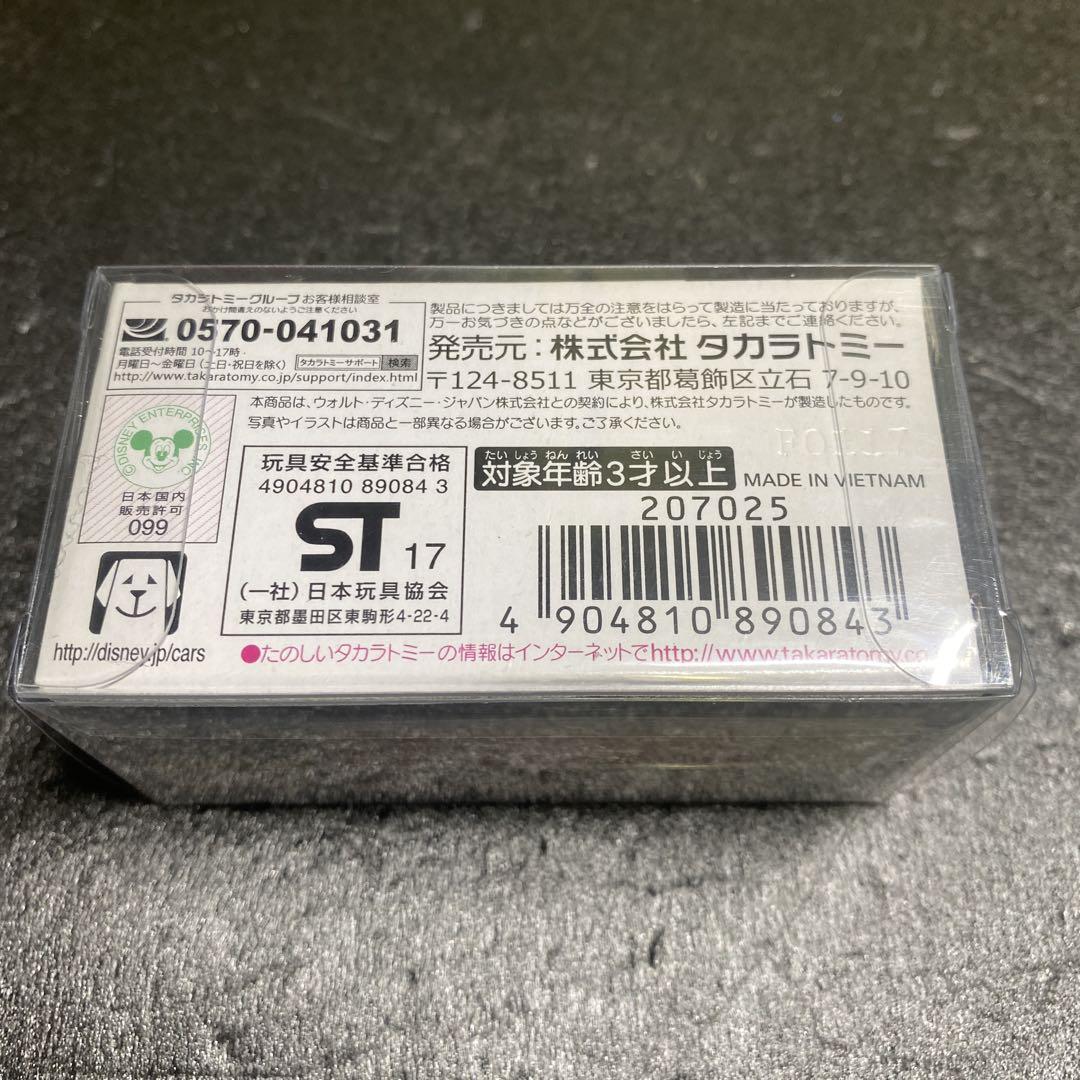 タカラトミーグループ お客様相談室
おかけ間違えのないようご注意ください
0570-041031
電話受付時間 10〜17時
月曜日〜金曜日(土日・祝日を除く) タカラトミーサポート 検索
http://www.takaratomy.co.jp/support/index.html
製品につきましては万全の注意をはらって製造に当たっておりますが、
万一お気づきの点などがございましたら、左記までご連絡ください。
発売元：株式会社 タカラトミー
〒124-8511 東京都葛飾区立石 7-9-10
本商品は、ウォルト・ディズニー・ジャパン株式会社との契約により、株式会社タカラトミーが製造したものです。
写真やイラストは商品と一部異なる場合がございます。ご了承ください。
©DISNEY ENTERPRISES, INC.
日本国内
販売許可
099
玩具安全基準合格
4904810 89084 3
ST 17
(一社)日本玩具協会
東京都墨田区東駒形4-22-4
たい しょう ねん れい さい い じょう
対象年齢3才以上
MADE IN VIETNAM
207025
4 904810 890843
http://disney.jp/cars
●たのしいタカラトミーの情報はインターネットでhttp://www.takaratomy.co